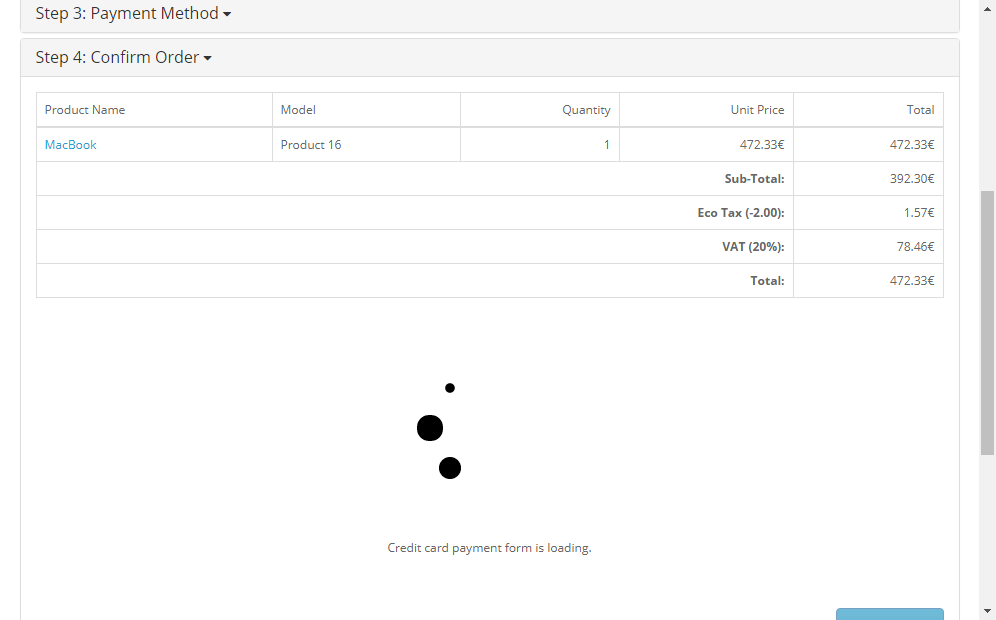 Step 3: Payment Method
Step 4: Confirm Order
Product Name Model Quantity Unit Price Total
MacBook Product 16 1 472.33€ 472.33€
Sub-Total: 392.30€
Eco Tax (-2.00): 1.57€
VAT (20%): 78.46€
Total: 472.33€
Credit card payment form is loading.